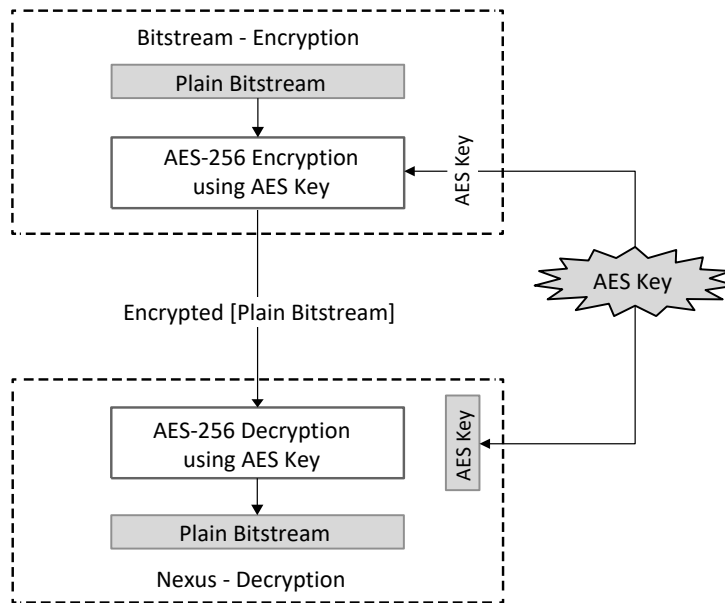 Bitstream - Encryption
Plain Bitstream
AES-256 Encryption
using AES Key
AES Key
AES Key
Encrypted [Plain Bitstream]
AES-256 Decryption
using AES Key
AES Key
Plain Bitstream
Nexus - Decryption